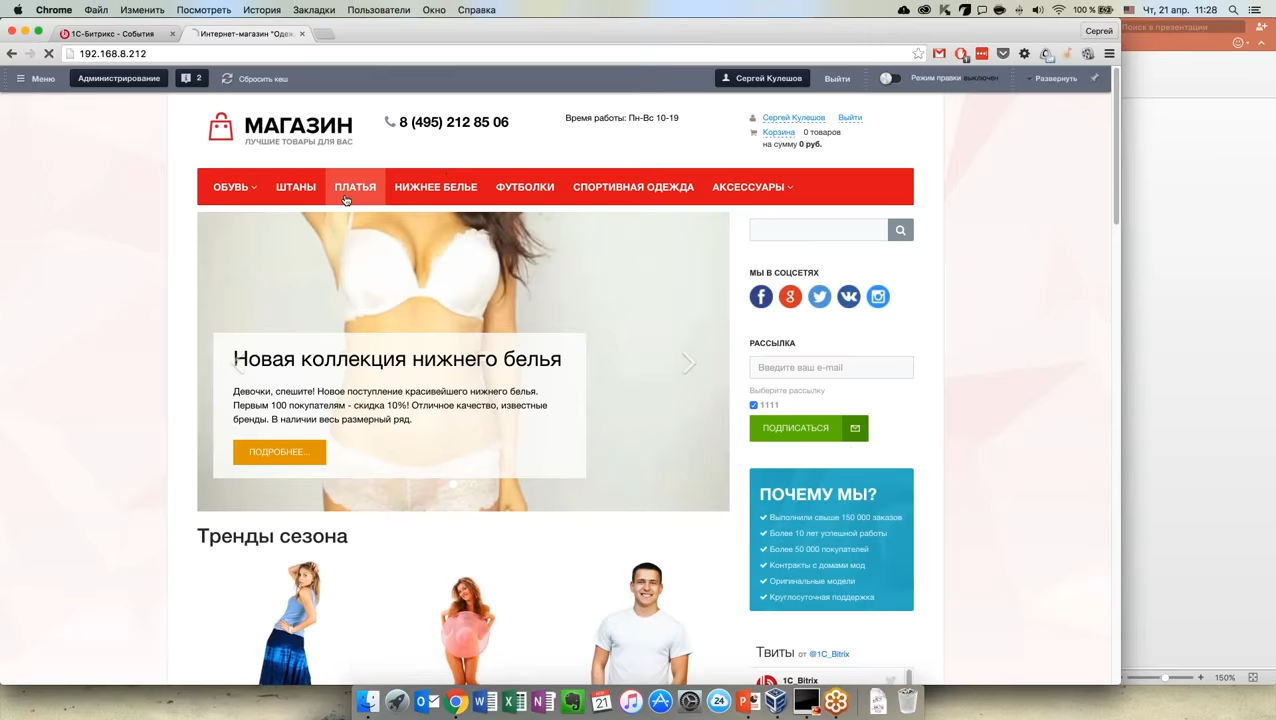 Chrome Файл Изменить Посмотреть История Закладки Окно Справка
100 % Чт, 21 апр. 11:28
1С-Битрикс - События
Интернет-магазин "Одеж
Сергей
Поиск в презентации
192.168.8.212
Меню Администрирование 2 Сбросить кеш Сергей Кулешов Выйти Режим правки выключен Развернуть
МАГАЗИН
ЛУЧШИЕ ТОВАРЫ ДЛЯ ВАС
8 (495) 212 85 06
Время работы: Пн-Вс 10-19
Сергей Кулешов Выйти
Корзина 0 товаров
на сумму 0 руб.
ОБУВЬ ШТАНЫ ПЛАТЬЯ НИЖНЕЕ БЕЛЬЕ ФУТБОЛКИ СПОРТИВНАЯ ОДЕЖДА АКСЕССУАРЫ
Новая коллекция нижнего белья
Девочки, спешите! Новое поступление красивейшего нижнего белья.
Первым 100 покупателям - скидка 10%! Отличное качество, известные
бренды. В наличии весь размерный ряд.
ПОДРОБНЕЕ...
МЫ В СОЦСЕТЯХ
РАССЫЛКА
Введите ваш e-mail
Выберите рассылку
1111
ПОДПИСАТЬСЯ
ПОЧЕМУ МЫ?
Выполнили свыше 150 000 заказов
Более 10 лет успешной работы
Более 50 000 покупателей
Контракты с домами мод
Оригинальные модели
Круглосуточная поддержка
Тренды сезона
Твиты от @1C_Bitrix
1C_Bitrix
150%
21
24